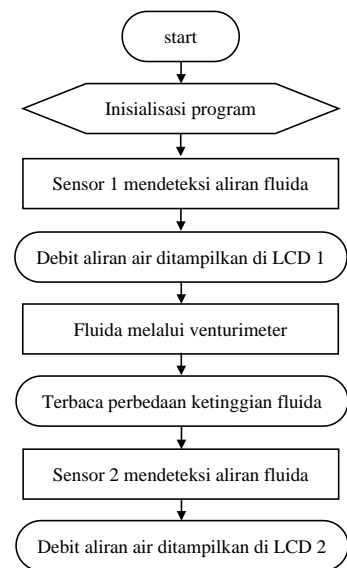 start
Inisialisasi program
Sensor 1 mendeteksi aliran fluida
Debit aliran air ditampilkan di LCD 1
Fluida melalui venturimeter
Terbaca perbedaan ketinggian fluida
Sensor 2 mendeteksi aliran fluida
Debit aliran air ditampilkan di LCD 2